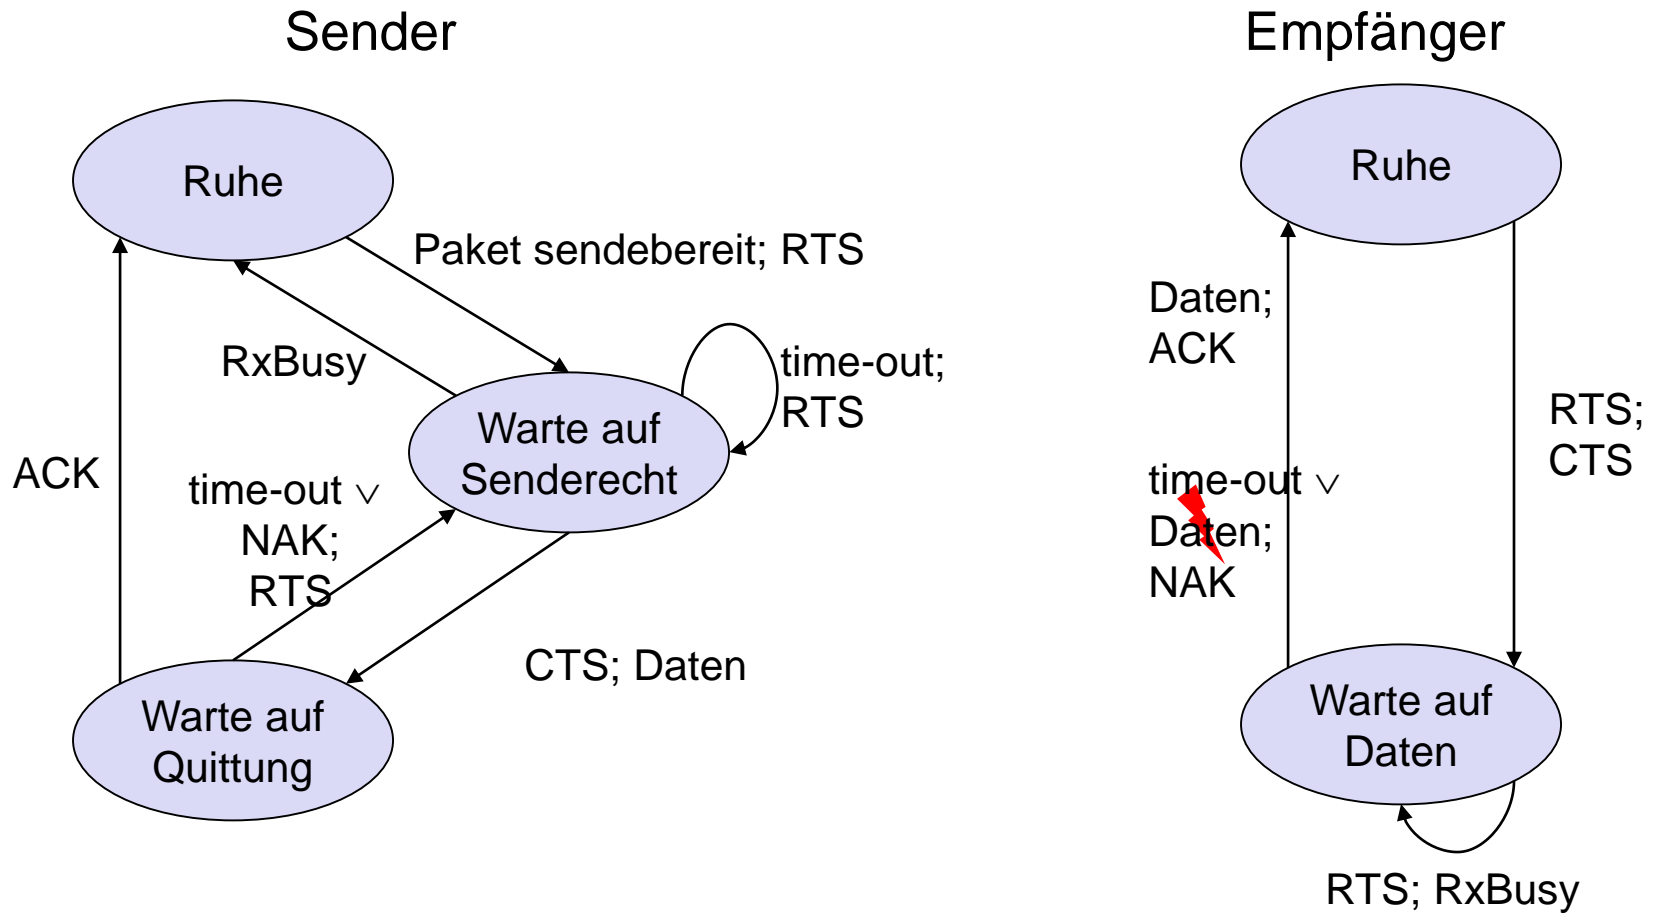 Sender
Ruhe
Paket sendebereit; RTS
RxBusy
time-out;
RTS
Warte auf
Senderecht
ACK
time-out ∨
NAK;
RTS
CTS; Daten
Warte auf
Quittung
Empfänger
Ruhe
Daten;
ACK
RTS;
CTS
time-out ∨
Daten;
NAK
Warte auf
Daten
RTS; RxBusy